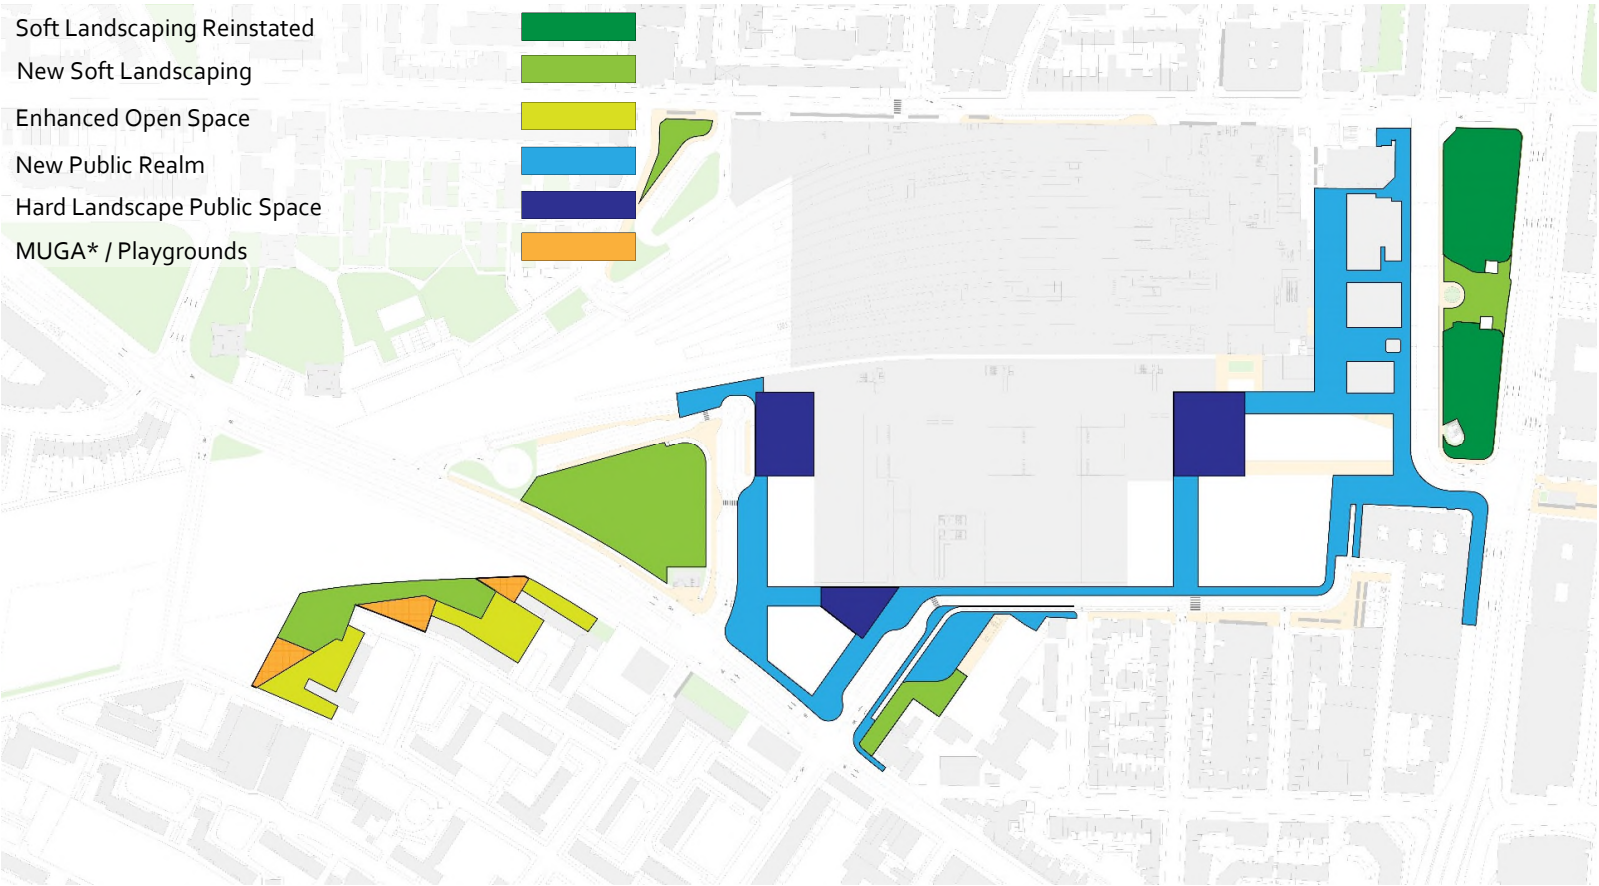 Soft Landscaping Reinstated
New Soft Landscaping
Enhanced Open Space
New Public Realm
Hard Landscape Public Space
MUGA* / Playgrounds